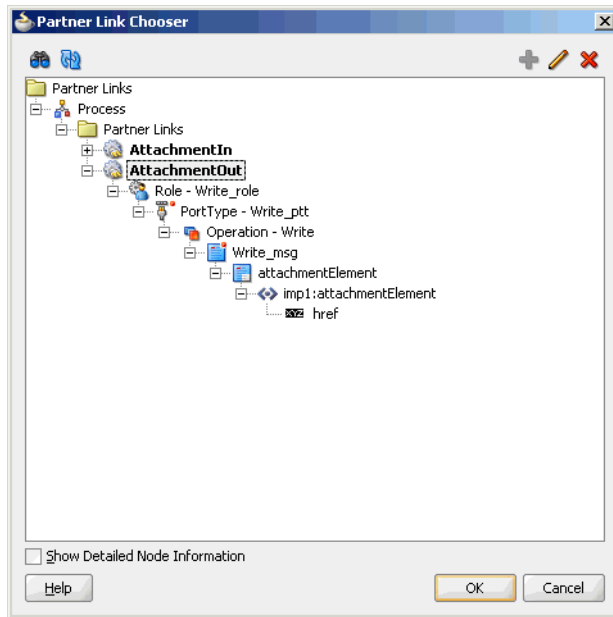 Partner Link Chooser
Partner Links
Process
Partner Links
AttachmentIn
AttachmentOut
Role - Write_role
PortType - Write_ptt
Operation - Write
Write_msg
attachmentElement
imp1:attachmentElement
XYZ href
Show Detailed Node Information
Help OK Cancel